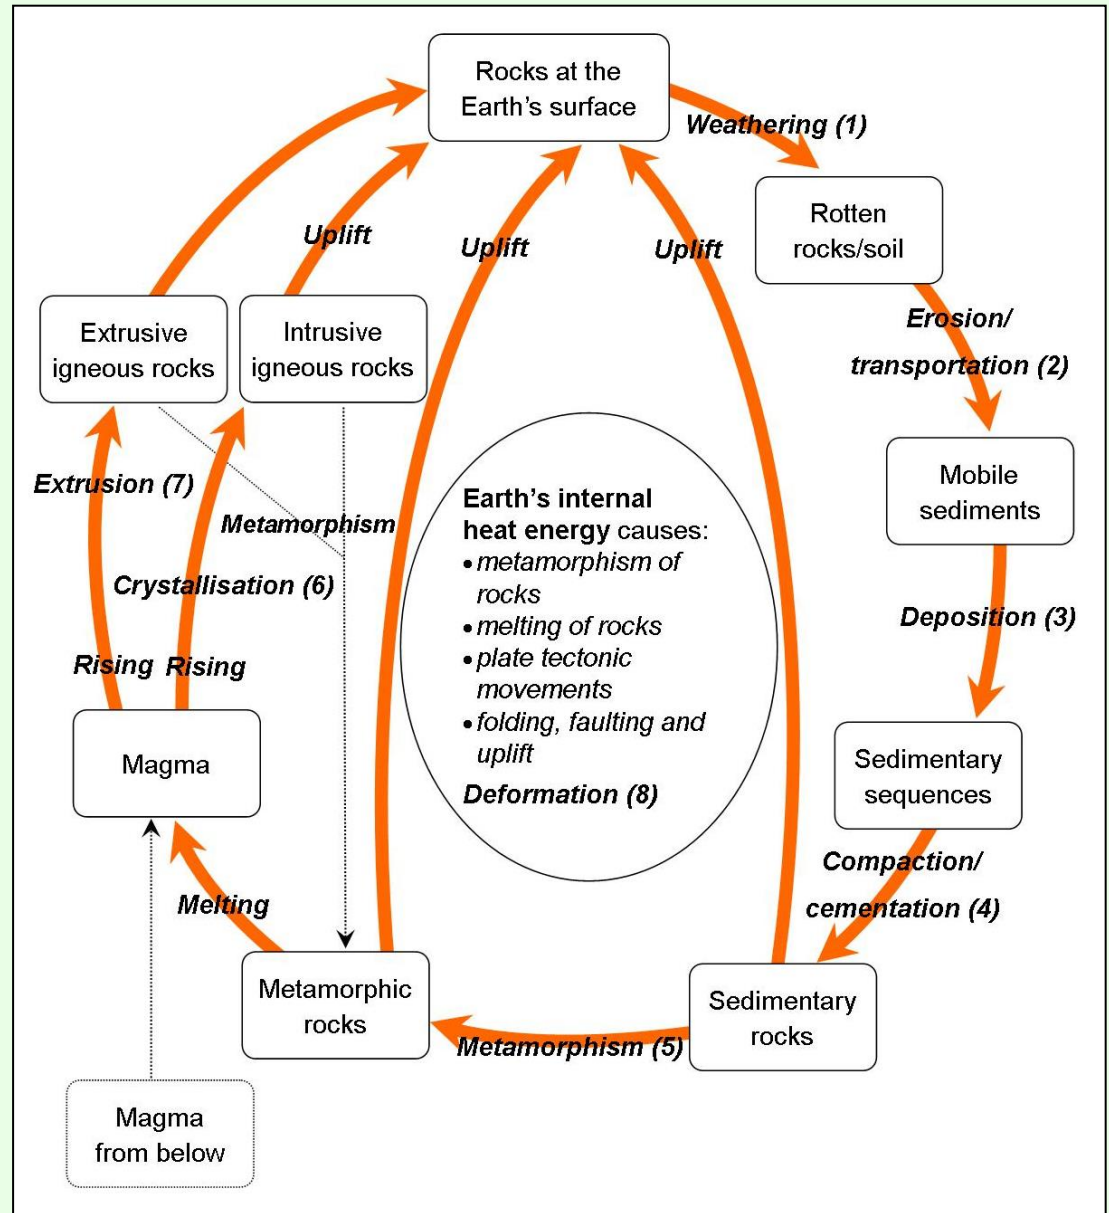 Rocks at the
Earth's surface
Weathering (1)
Rotten
rocks/soil
Uplift
Uplift
Uplift
Erosion/
transportation (2)
Extrusive
igneous rocks
Intrusive
igneous rocks
Mobile
sediments
Extrusion (7)
Metamorphism
Crystallisation (6)
Earth's internal
heat energy causes:
• metamorphism of
rocks
• melting of rocks
• plate tectonic
movements
• folding, faulting and
uplift
Deformation (8)
Deposition (3)
Rising
Rising
Magma
Sedimentary
sequences
Compaction/
cementation (4)
Melting
Metamorphic
rocks
Sedimentary
rocks
Metamorphism (5)
Magma
from below